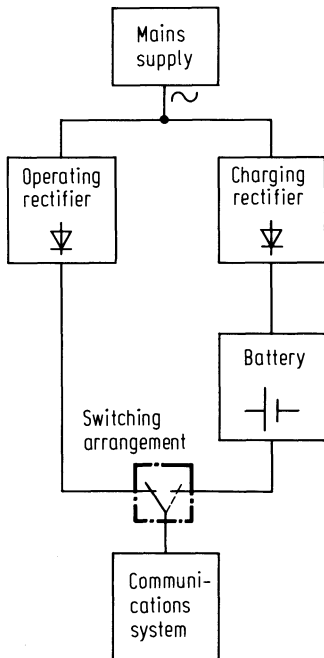 Mains
supply
Operating
rectifier
Charging
rectifier
Battery
Switching
arrangement
Communi-
cations
system